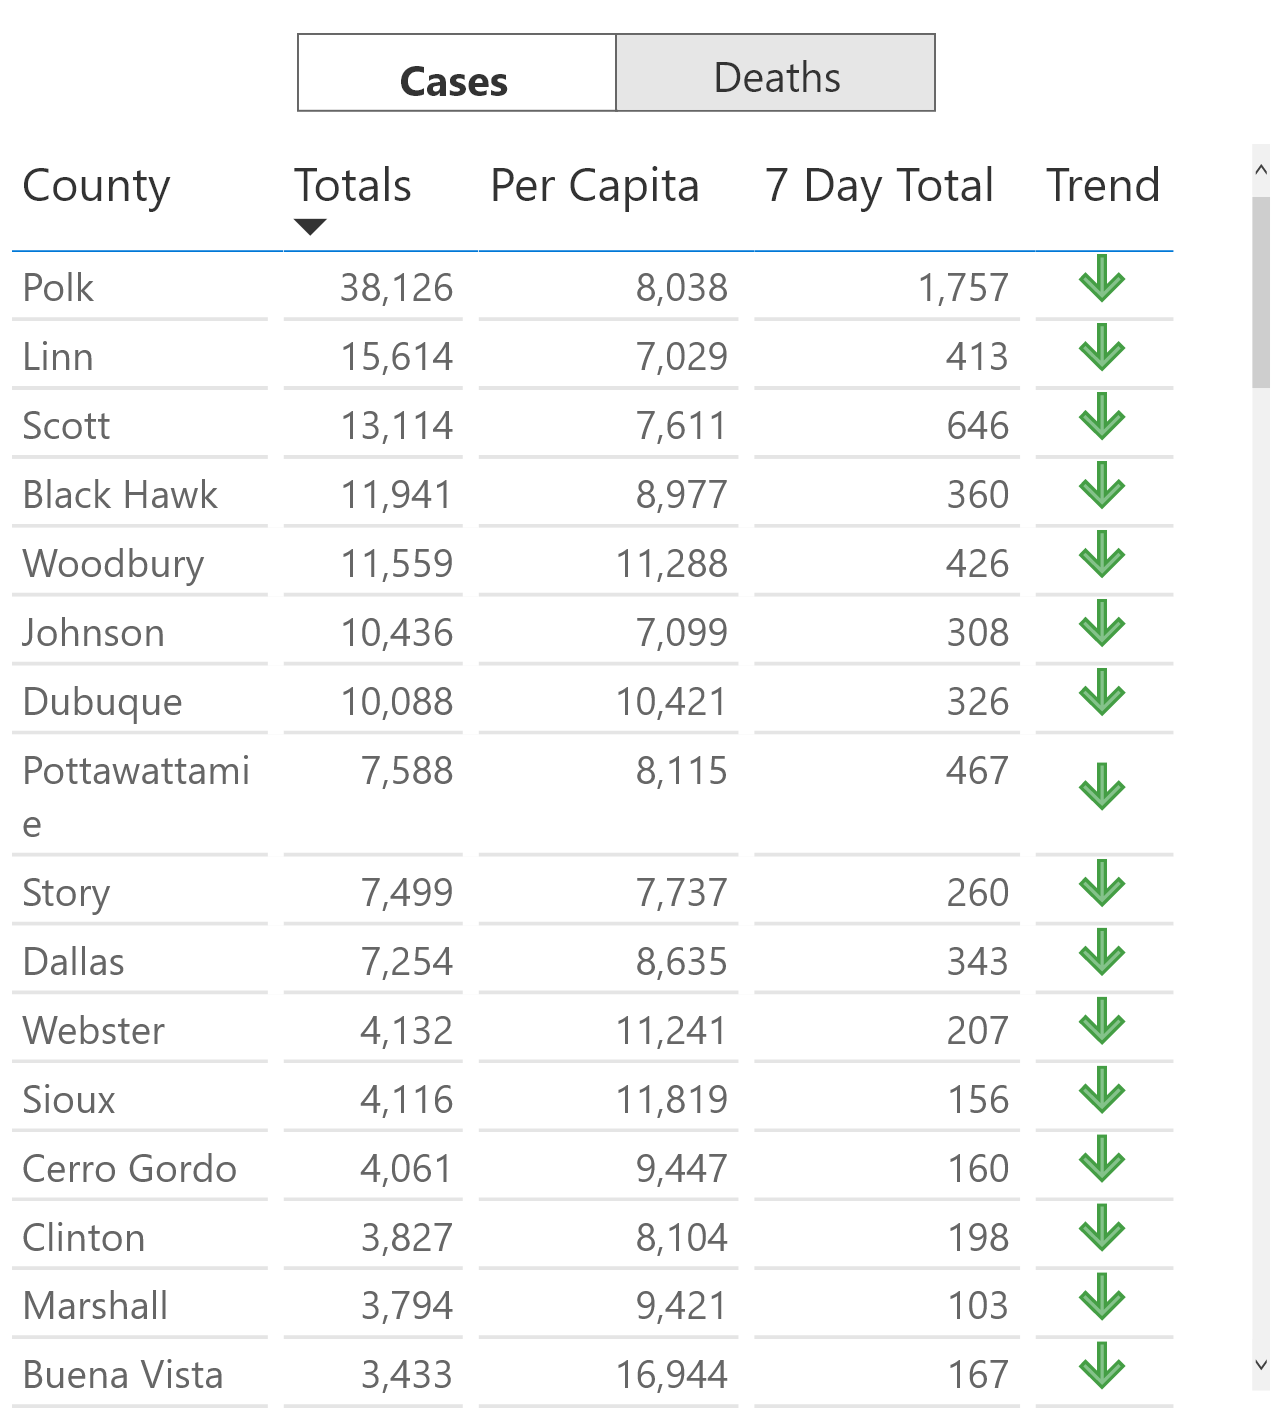 Cases Deaths
County Totals Per Capita 7 Day Total Trend
Polk 38,126 8,038 1,757
Linn 15,614 7,029 413
Scott 13,114 7,611 646
Black Hawk 11,941 8,977 360
Woodbury 11,559 11,288 426
Johnson 10,436 7,099 308
Dubuque 10,088 10,421 326
Pottawattami 7,588 8,115 467
e
Story 7,499 7,737 260
Dallas 7,254 8,635 343
Webster 4,132 11,241 207
Sioux 4,116 11,819 156
Cerro Gordo 4,061 9,447 160
Clinton 3,827 8,104 198
Marshall 3,794 9,421 103
Buena Vista 3,433 16,944 167